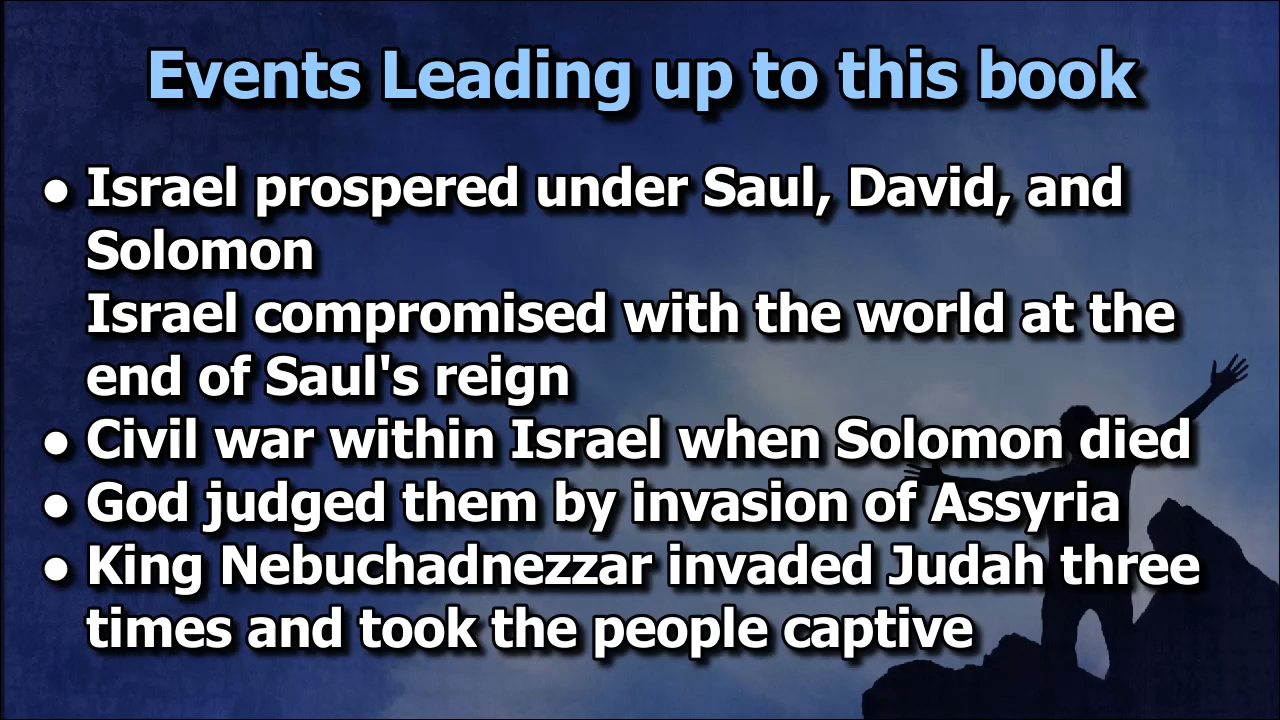 Events Leading up to this book
● Israel prospered under Saul, David, and
Solomon
Israel compromised with the world at the
end of Saul's reign
● Civil war within Israel when Solomon died
● God judged them by invasion of Assyria
● King Nebuchadnezzar invaded Judah three
times and took the people captive